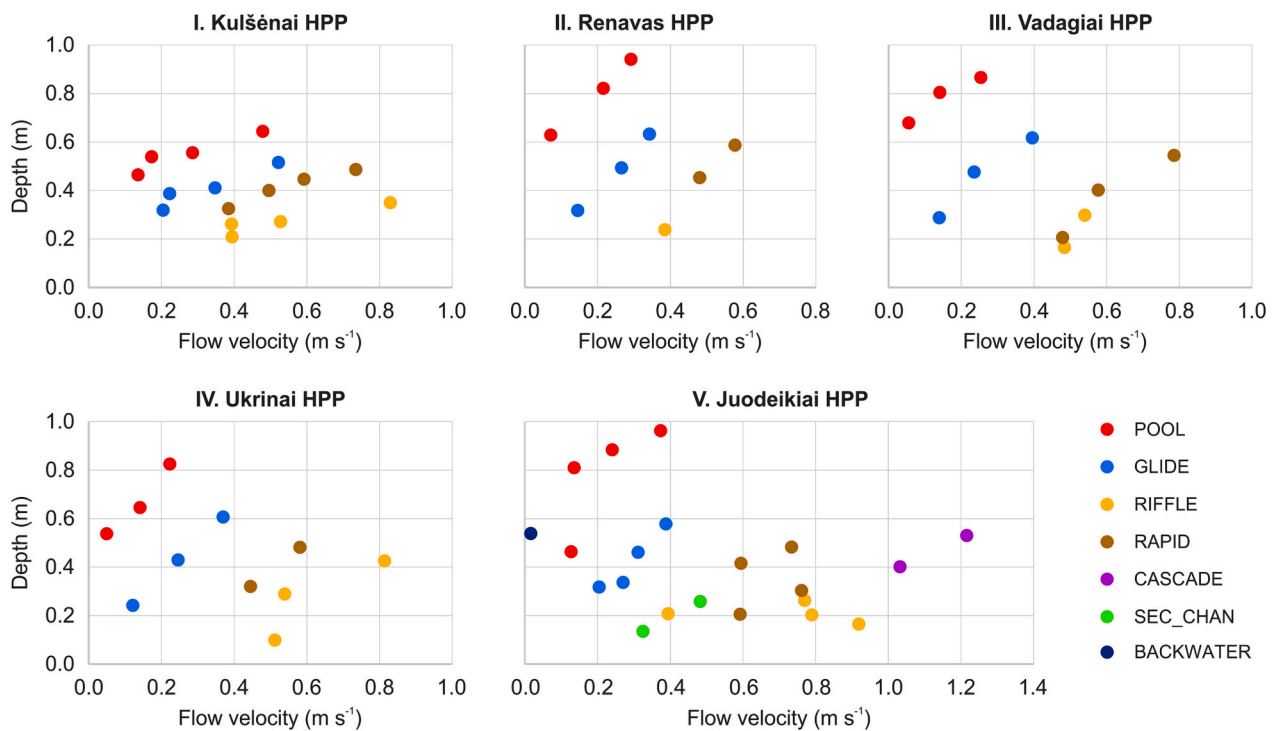 I. Kulšėnai HPP
II. Renavas HPP
III. Vadagiai HPP
Depth (m)
1.0
0.8
0.6
0.4
0.2
0.0
0.0 0.2 0.4 0.6 0.8 1.0
0.0 0.2 0.4 0.6 0.8
0.0 0.2 0.4 0.6 0.8 1.0
Flow velocity (m s⁻¹)
Flow velocity (m s⁻¹)
Flow velocity (m s⁻¹)
IV. Ukrinai HPP
V. Juodeikiai HPP
Depth (m)
1.0
0.8
0.6
0.4
0.2
0.0
0.0 0.2 0.4 0.6 0.8 1.0
0.0 0.2 0.4 0.6 0.8 1.0 1.2 1.4
Flow velocity (m s⁻¹)
Flow velocity (m s⁻¹)
POOL
GLIDE
RIFFLE
RAPID
CASCADE
SEC_CHAN
BACKWATER